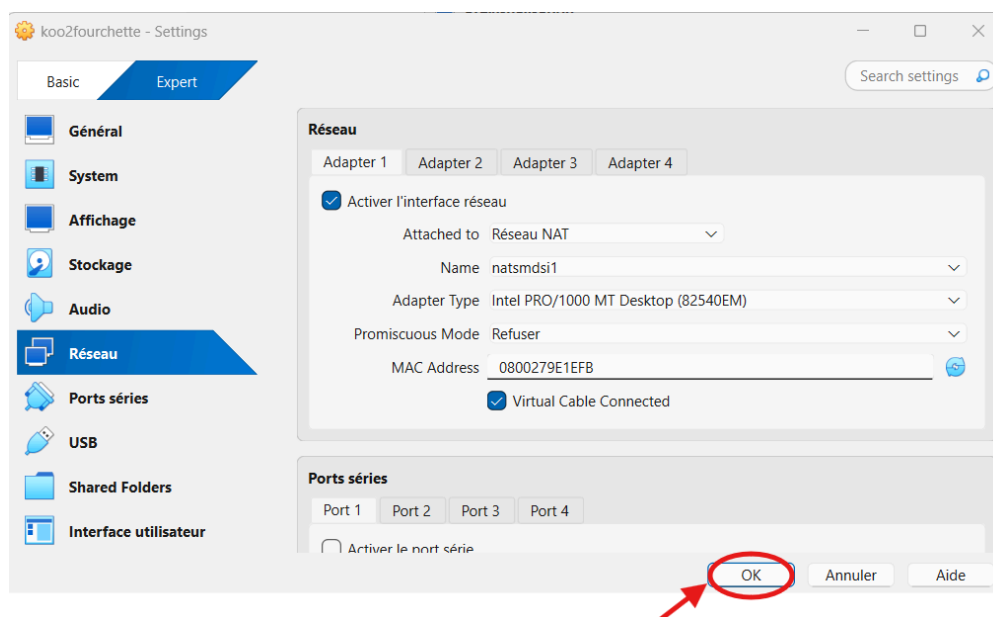 koo2fourchette - Settings
Basic
Expert
Search settings
Général
System
Affichage
Stockage
Audio
Réseau
Ports séries
USB
Shared Folders
Interface utilisateur
Réseau
Adapter 1
Adapter 2
Adapter 3
Adapter 4
Activer l'interface réseau
Attached to Réseau NAT
Name natsmdsi1
Adapter Type Intel PRO/1000 MT Desktop (82540EM)
Promiscuous Mode Refuser
MAC Address 0800279E1EFB
Virtual Cable Connected
Ports séries
Port 1
Port 2
Port 3
Port 4
Activer le port série
OK
Annuler
Aide